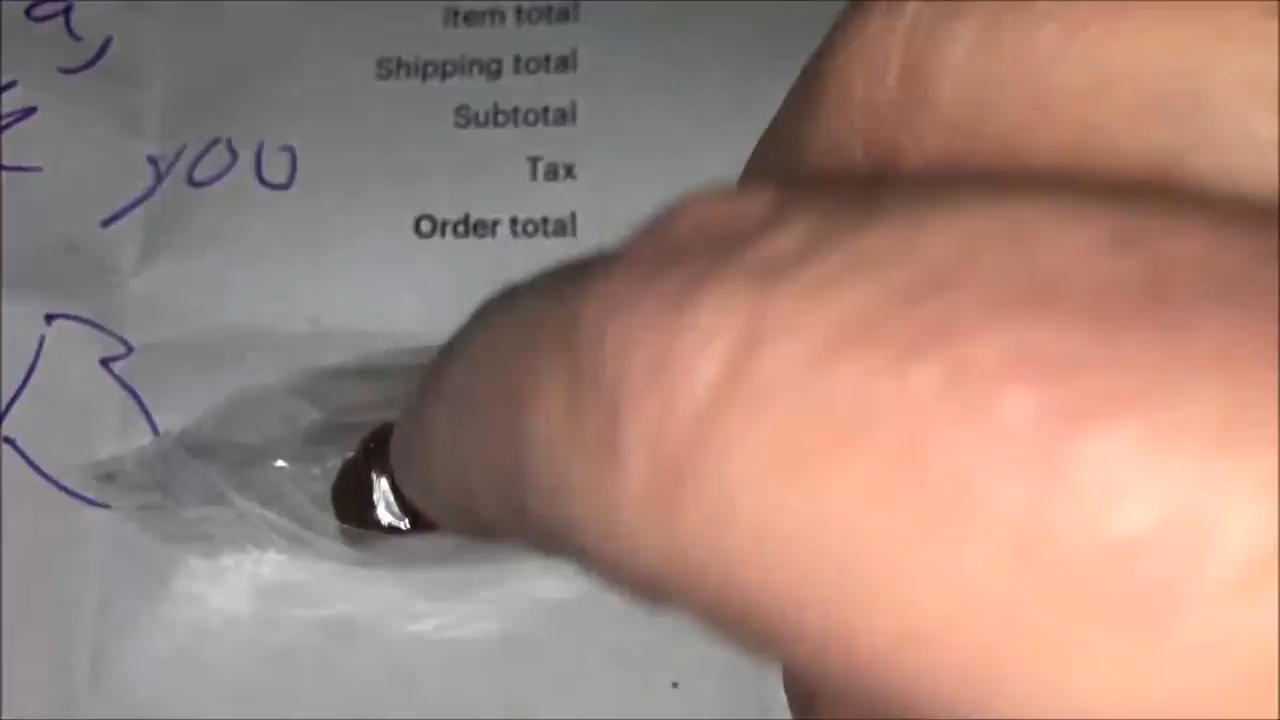 a,
you
Item total
Shipping total
Subtotal
Tax
Order total